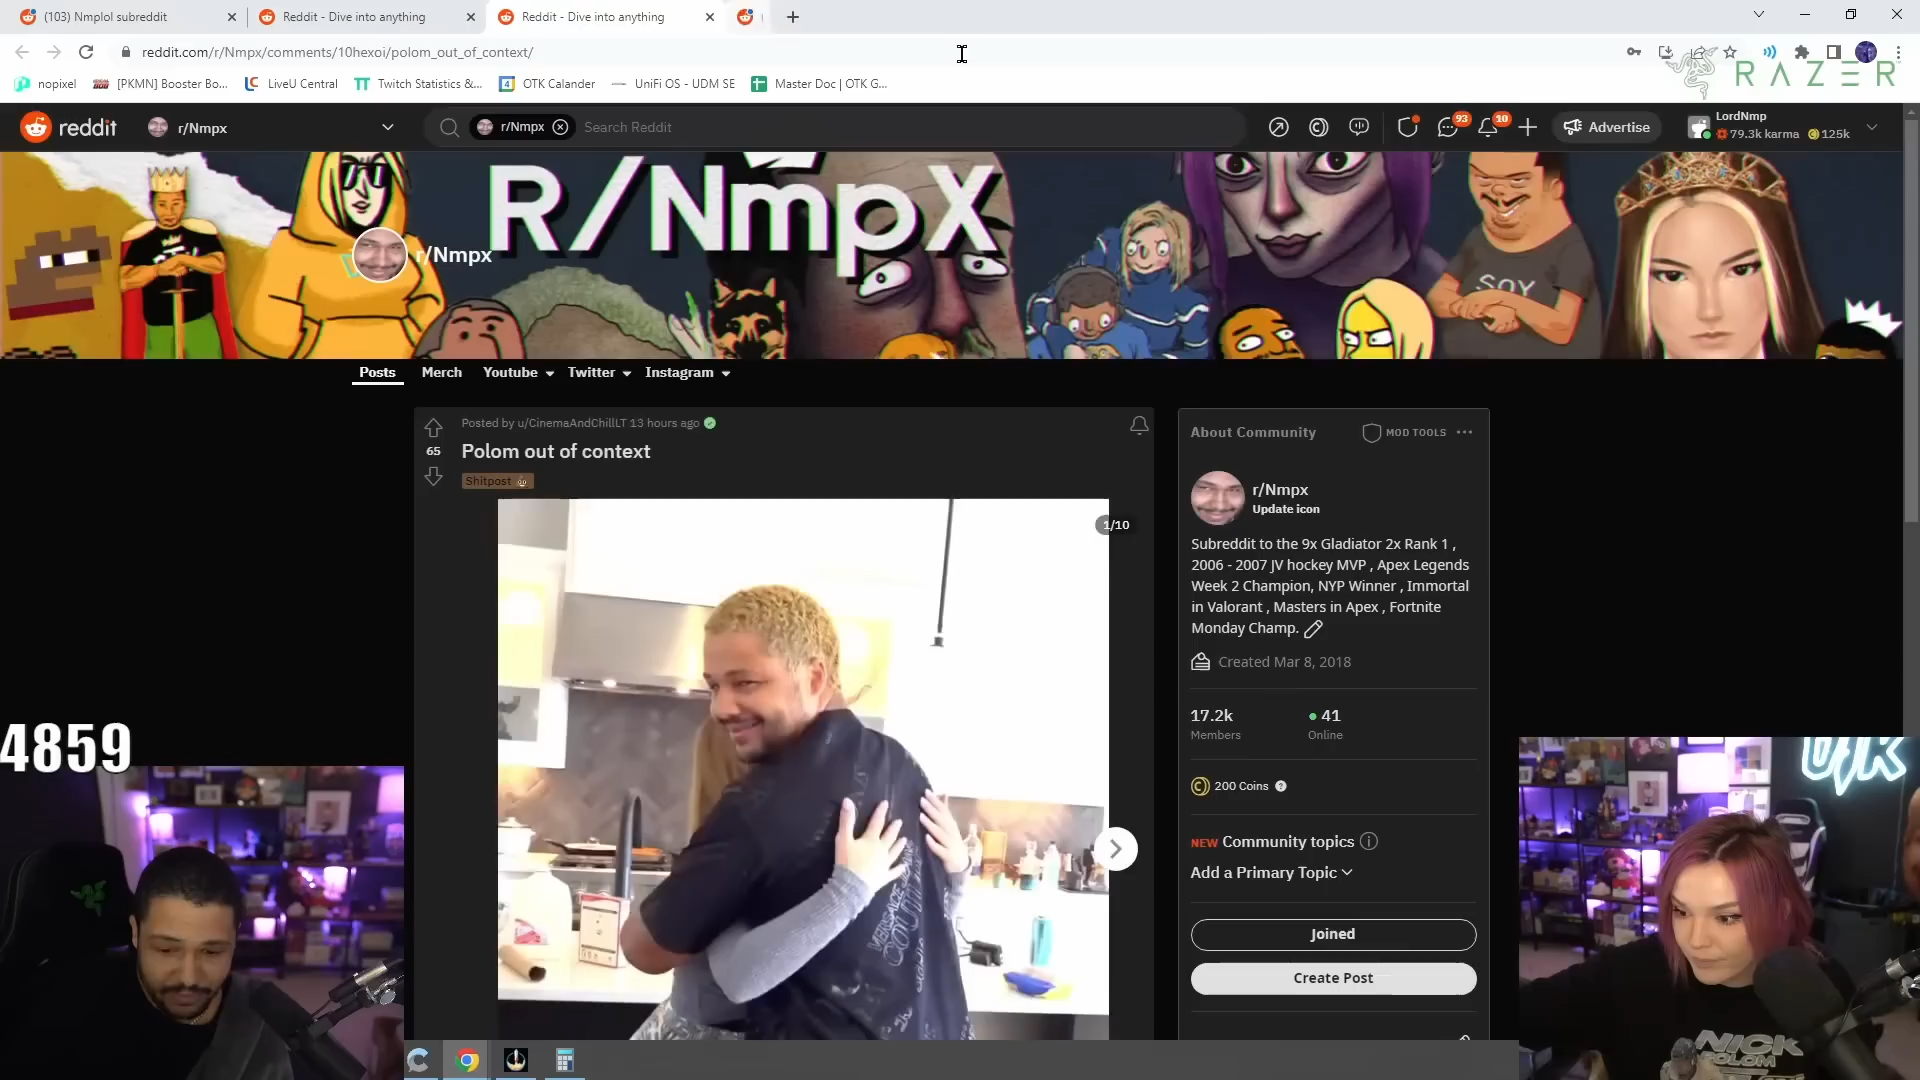 (103) Nmplol subreddit
Reddit - Dive into anything
Reddit - Dive into anything
reddit.com/r/Nmpx/comments/10hexoi/polom_out_of_context/
nopixel
[PKMN] Booster Bo...
LC
LiveU Central
TT
Twitch Statistics &...
4
OTK Calander
UniFi OS - UDM SE
Master Doc | OTK G...
RAZER
reddit
r/Nmpx
r/Nmpx
Search Reddit
93
10
Advertise
LordNmp
79.3k karma
125k
R/NmpX
r/Nmpx
SOY
Posts
Merch
Youtube
Twitter
Instagram
Posted by u/CinemaAndChillLT 13 hours ago
65
Polom out of context
Shitpost
1/10
About Community
MOD TOOLS
r/Nmpx
Update icon
Subreddit to the 9x Gladiator 2x Rank 1 ,
2006 - 2007 JV hockey MVP , Apex Legends
Week 2 Champion, NYP Winner , Immortal
in Valorant , Masters in Apex , Fortnite
Monday Champ.
Created Mar 8, 2018
17.2k
Members
41
Online
200 Coins
NEW Community topics
Add a Primary Topic
Joined
Create Post
4859
OTK
NICK
POLOM